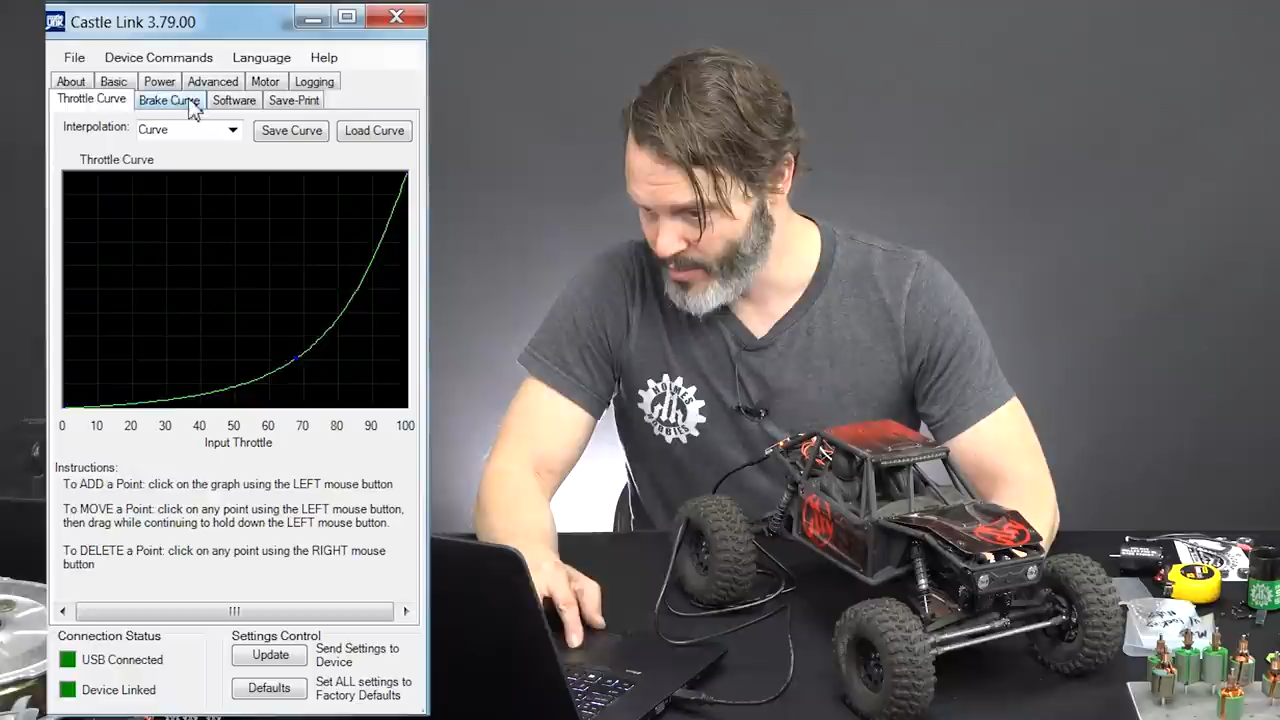 Castle Link 3.79.00
File Device Commands Language Help
About Basic Power Advanced Motor Logging
Throttle Curve Brake Curve Software Save-Print
Interpolation: Curve Save Curve Load Curve
Throttle Curve
0 10 20 30 40 50 60 70 80 90 100
Input Throttle
Instructions:
To ADD a Point: click on the graph using the LEFT mouse button
To MOVE a Point: click on any point using the LEFT mouse button,
then drag while continuing to hold down the LEFT mouse button.
To DELETE a Point: click on any point using the RIGHT mouse
button
Connection Status
USB Connected
Device Linked
Settings Control
Update Send Settings to
Device
Defaults Set ALL settings to
Factory Defaults
HOLMES
hh
HOBBIES